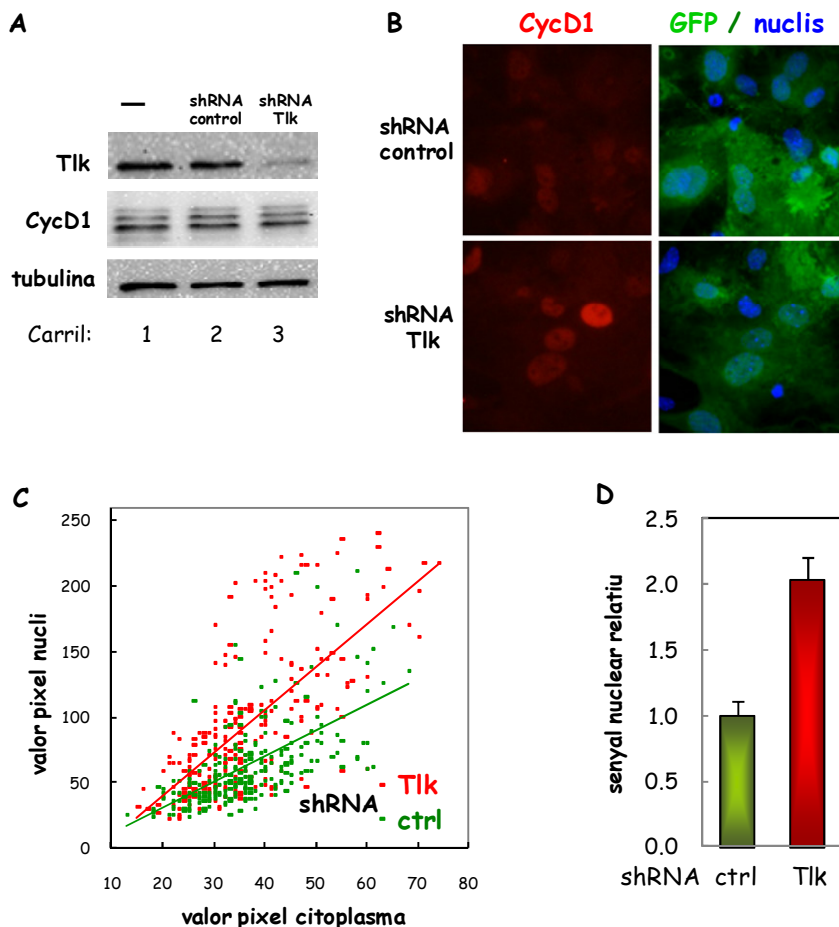 A
— shRNA control shRNA Tlk
Tlk
CycD1
tubulina
Carril: 1 2 3
B
CycD1 GFP / nuclis
shRNA
control
shRNA
Tlk
C
250
200
150
100
50
0
valor pixel nucli
shRNA Tlk
ctrl
10 20 30 40 50 60 70 80
valor pixel citoplasma
D
2.5
2.0
1.5
1.0
0.5
0.0
senyal nuclear relatiu
shRNA ctrl Tlk